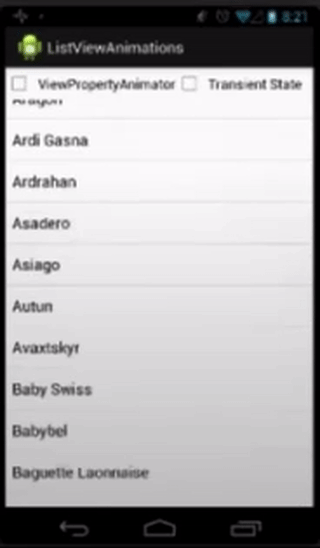 8:21
ListViewAnimations
ViewPropertyAnimator Transient State
Aragon
Ardi Gasna
Ardrahan
Asadero
Asiago
Autun
Avaxtskyr
Baby Swiss
Babybel
Baguette Laonnaise